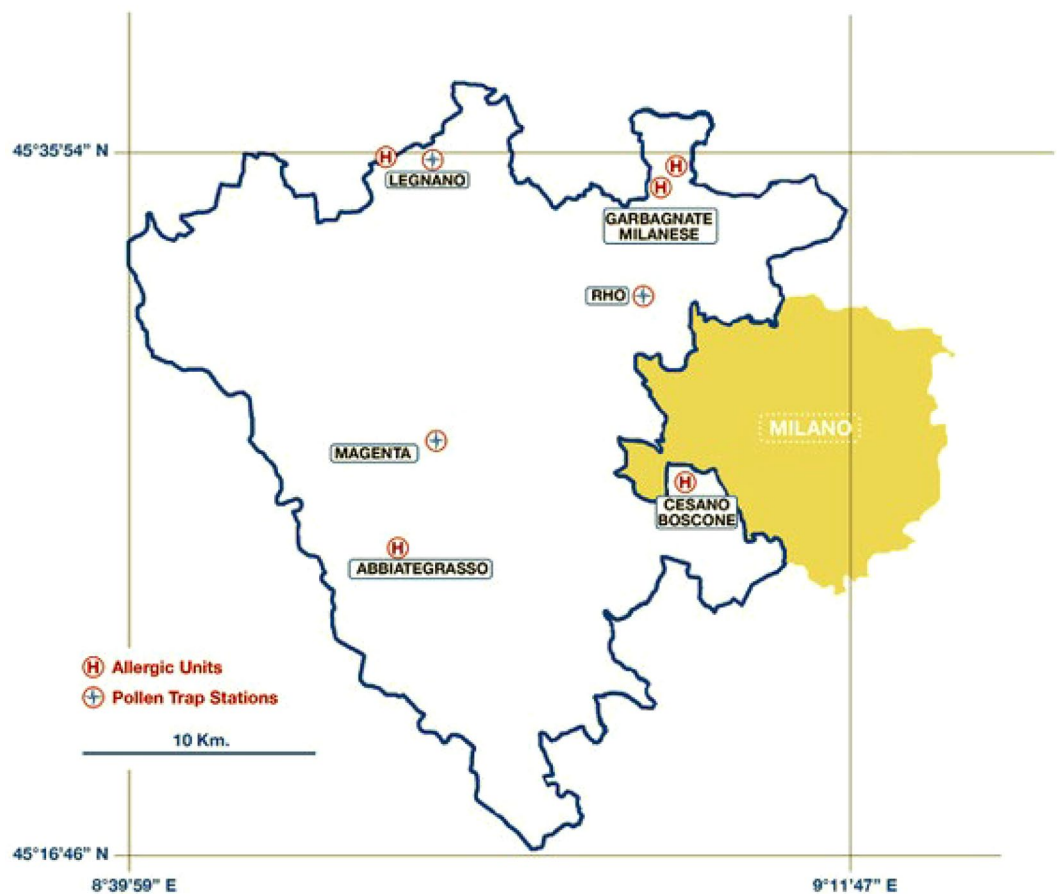 45°35'54" N
H
LEGNANO
H
H
GARBAGNATE
MILANESE
RHO
MILANO
MAGENTA
H
CESANO
BOSCONE
H
ABBIATEGRASSO
H Allergic Units
Pollen Trap Stations
10 Km.
45°16'46" N
8°39'59" E
9°11'47" E